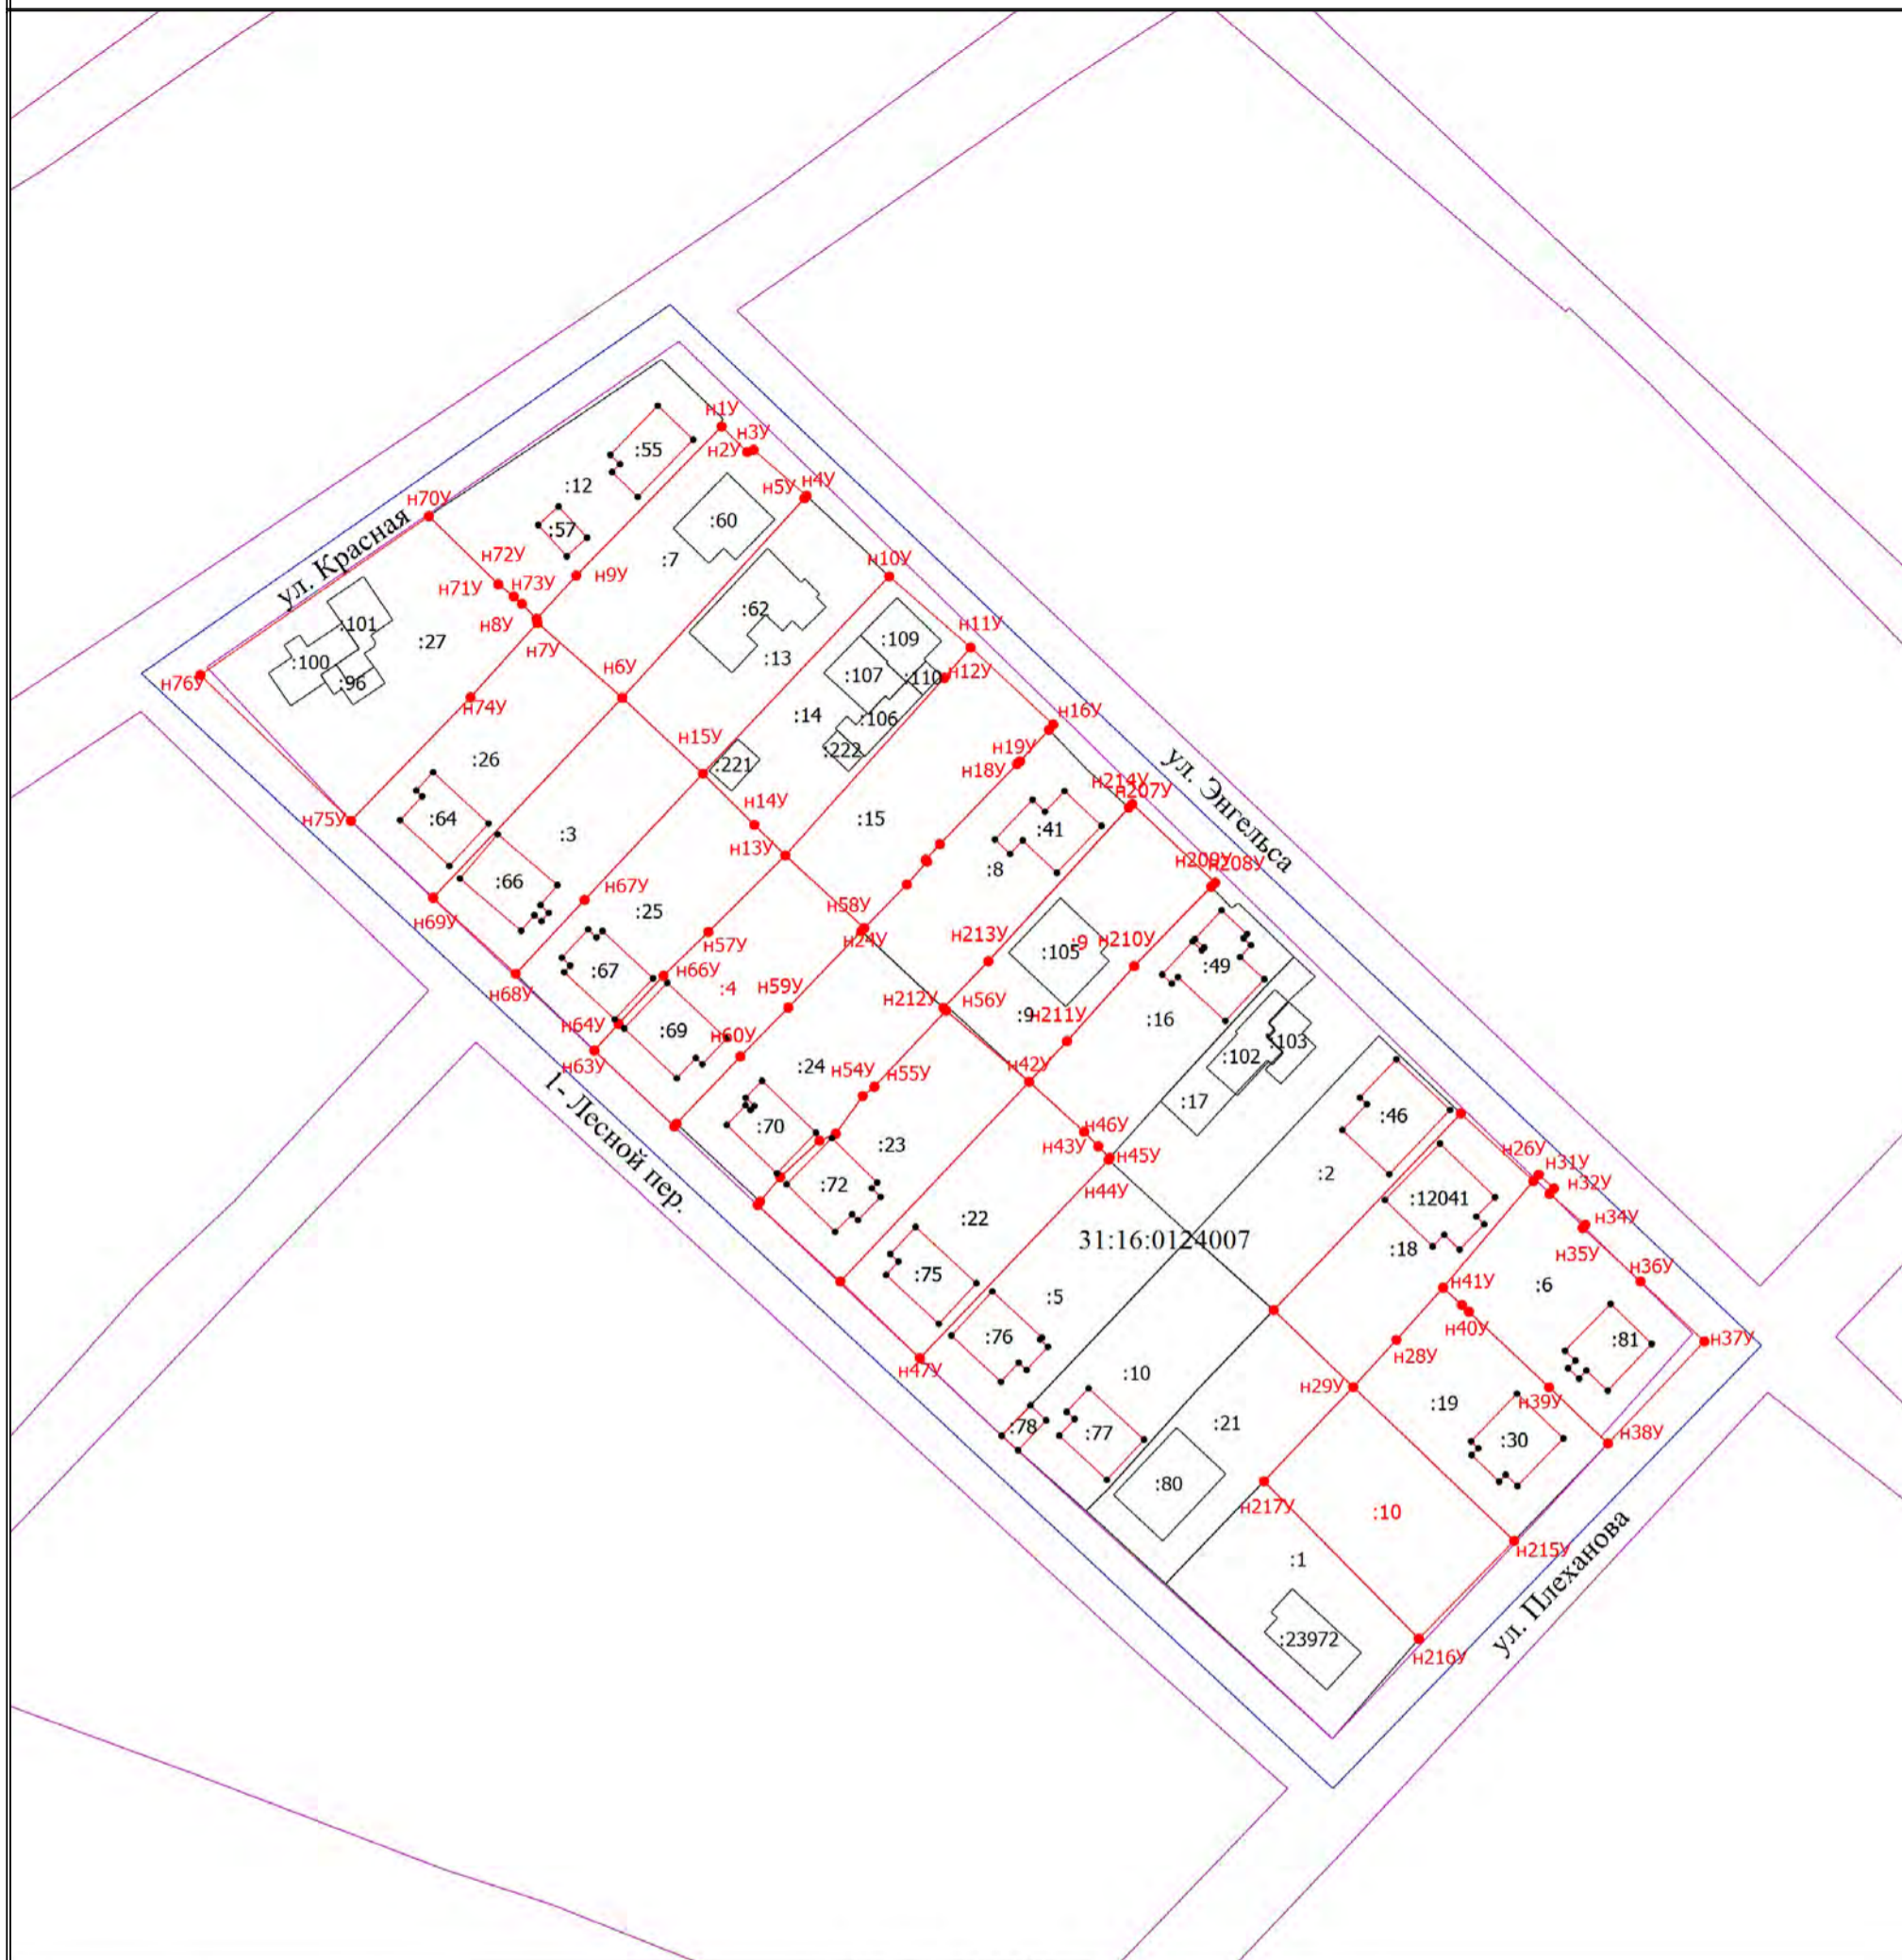 н1У
н3У
н2У
:55
:12
н4У
н5У
н70У
ул. Красная
:57
:60
:7
н72У
н10У
н71У
н73У
н9У
:62
н8У
:101
:27
н11У
:109
н7У
:100
:96
н76У
н6У
:13
:107
:110
н12У
н74У
:14
:106
н16У
н15У
:222
:26
:221
н19У
н18У
ул. Энгельса
н214У
н207У
н75У
:64
н14У
:15
:41
:3
н13У
:8
н209У
н208У
:66
н67У
:25
н58У
н69У
н57У
н24У
н213У
:105
:9
н210У
:49
:67
н66У
:4
н68У
н59У
н212У
н56У
:9
н211У
:16
н64У
:69
н60У
н63У
:103
:102
1- Лесной пер.
:24
н54У
н55У
н42У
:17
:46
:70
н46У
н43У
:23
н45У
н26У
:2
н31У
н32У
:72
н44У
:12041
:22
н34У
31:16:0124007
:18
н35У
:75
н36У
н41У
:6
:5
н40У
:76
н28У
:81
н37У
н47У
:10
н29У
:19
н39У
:78
:77
:21
:30
н38У
:80
н217У
:10
н215У
:1
ул. Плеханова
:23972
н216У